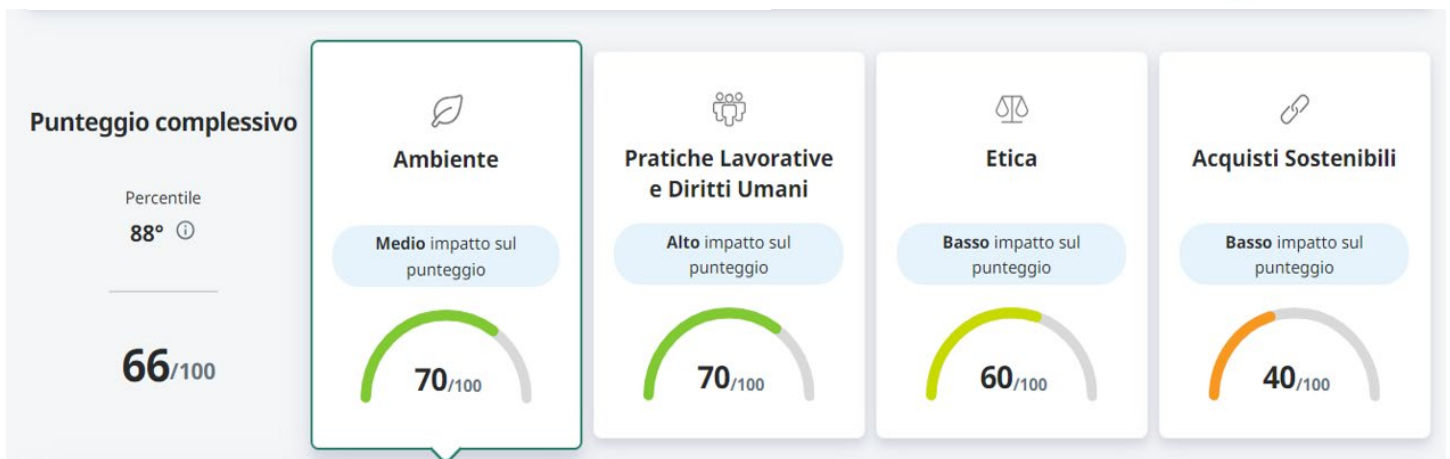 Punteggio complessivo
Percentile
88°
66/100
Ambiente
Medio impatto sul
punteggio
70/100
Pratiche Lavorative
e Diritti Umani
Alto impatto sul
punteggio
70/100
Etica
Basso impatto sul
punteggio
60/100
Acquisti Sostenibili
Basso impatto sul
punteggio
40/100